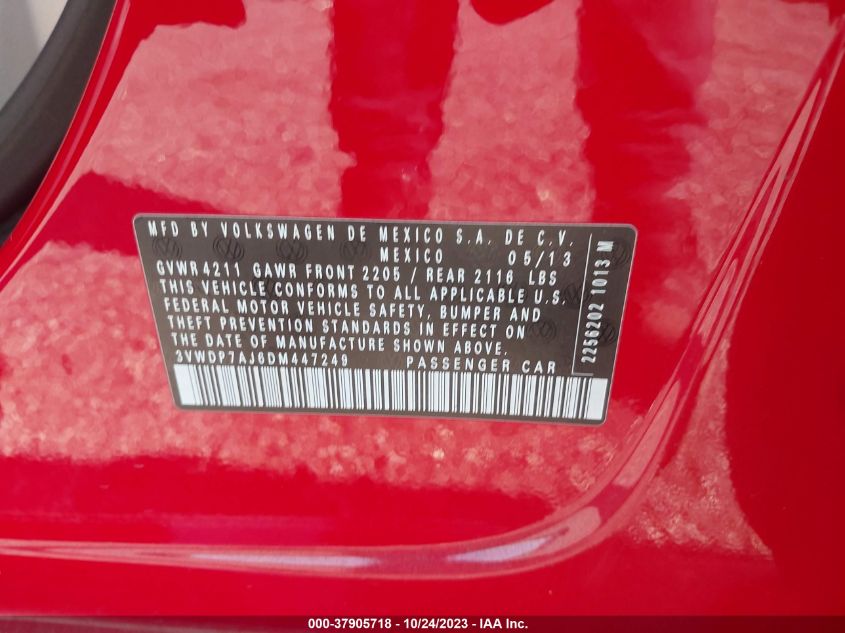 MFD BY VOLKSWAGEN DE MEXICO S.A. DE C.V.
MEXICO 05/13
GVWR 4211 GAWR FRONT 2205 / REAR 2116 LBS
THIS VEHICLE CONFORMS TO ALL APPLICABLE U.S.
FEDERAL MOTOR VEHICLE SAFETY, BUMPER AND
THEFT PREVENTION STANDARDS IN EFFECT ON
THE DATE OF MANUFACTURE SHOWN ABOVE.
3VWDP7AJ6DM447249 PASSENGER CAR
2256202 1013 M
000-37905718 - 10/24/2023 - IAA Inc.